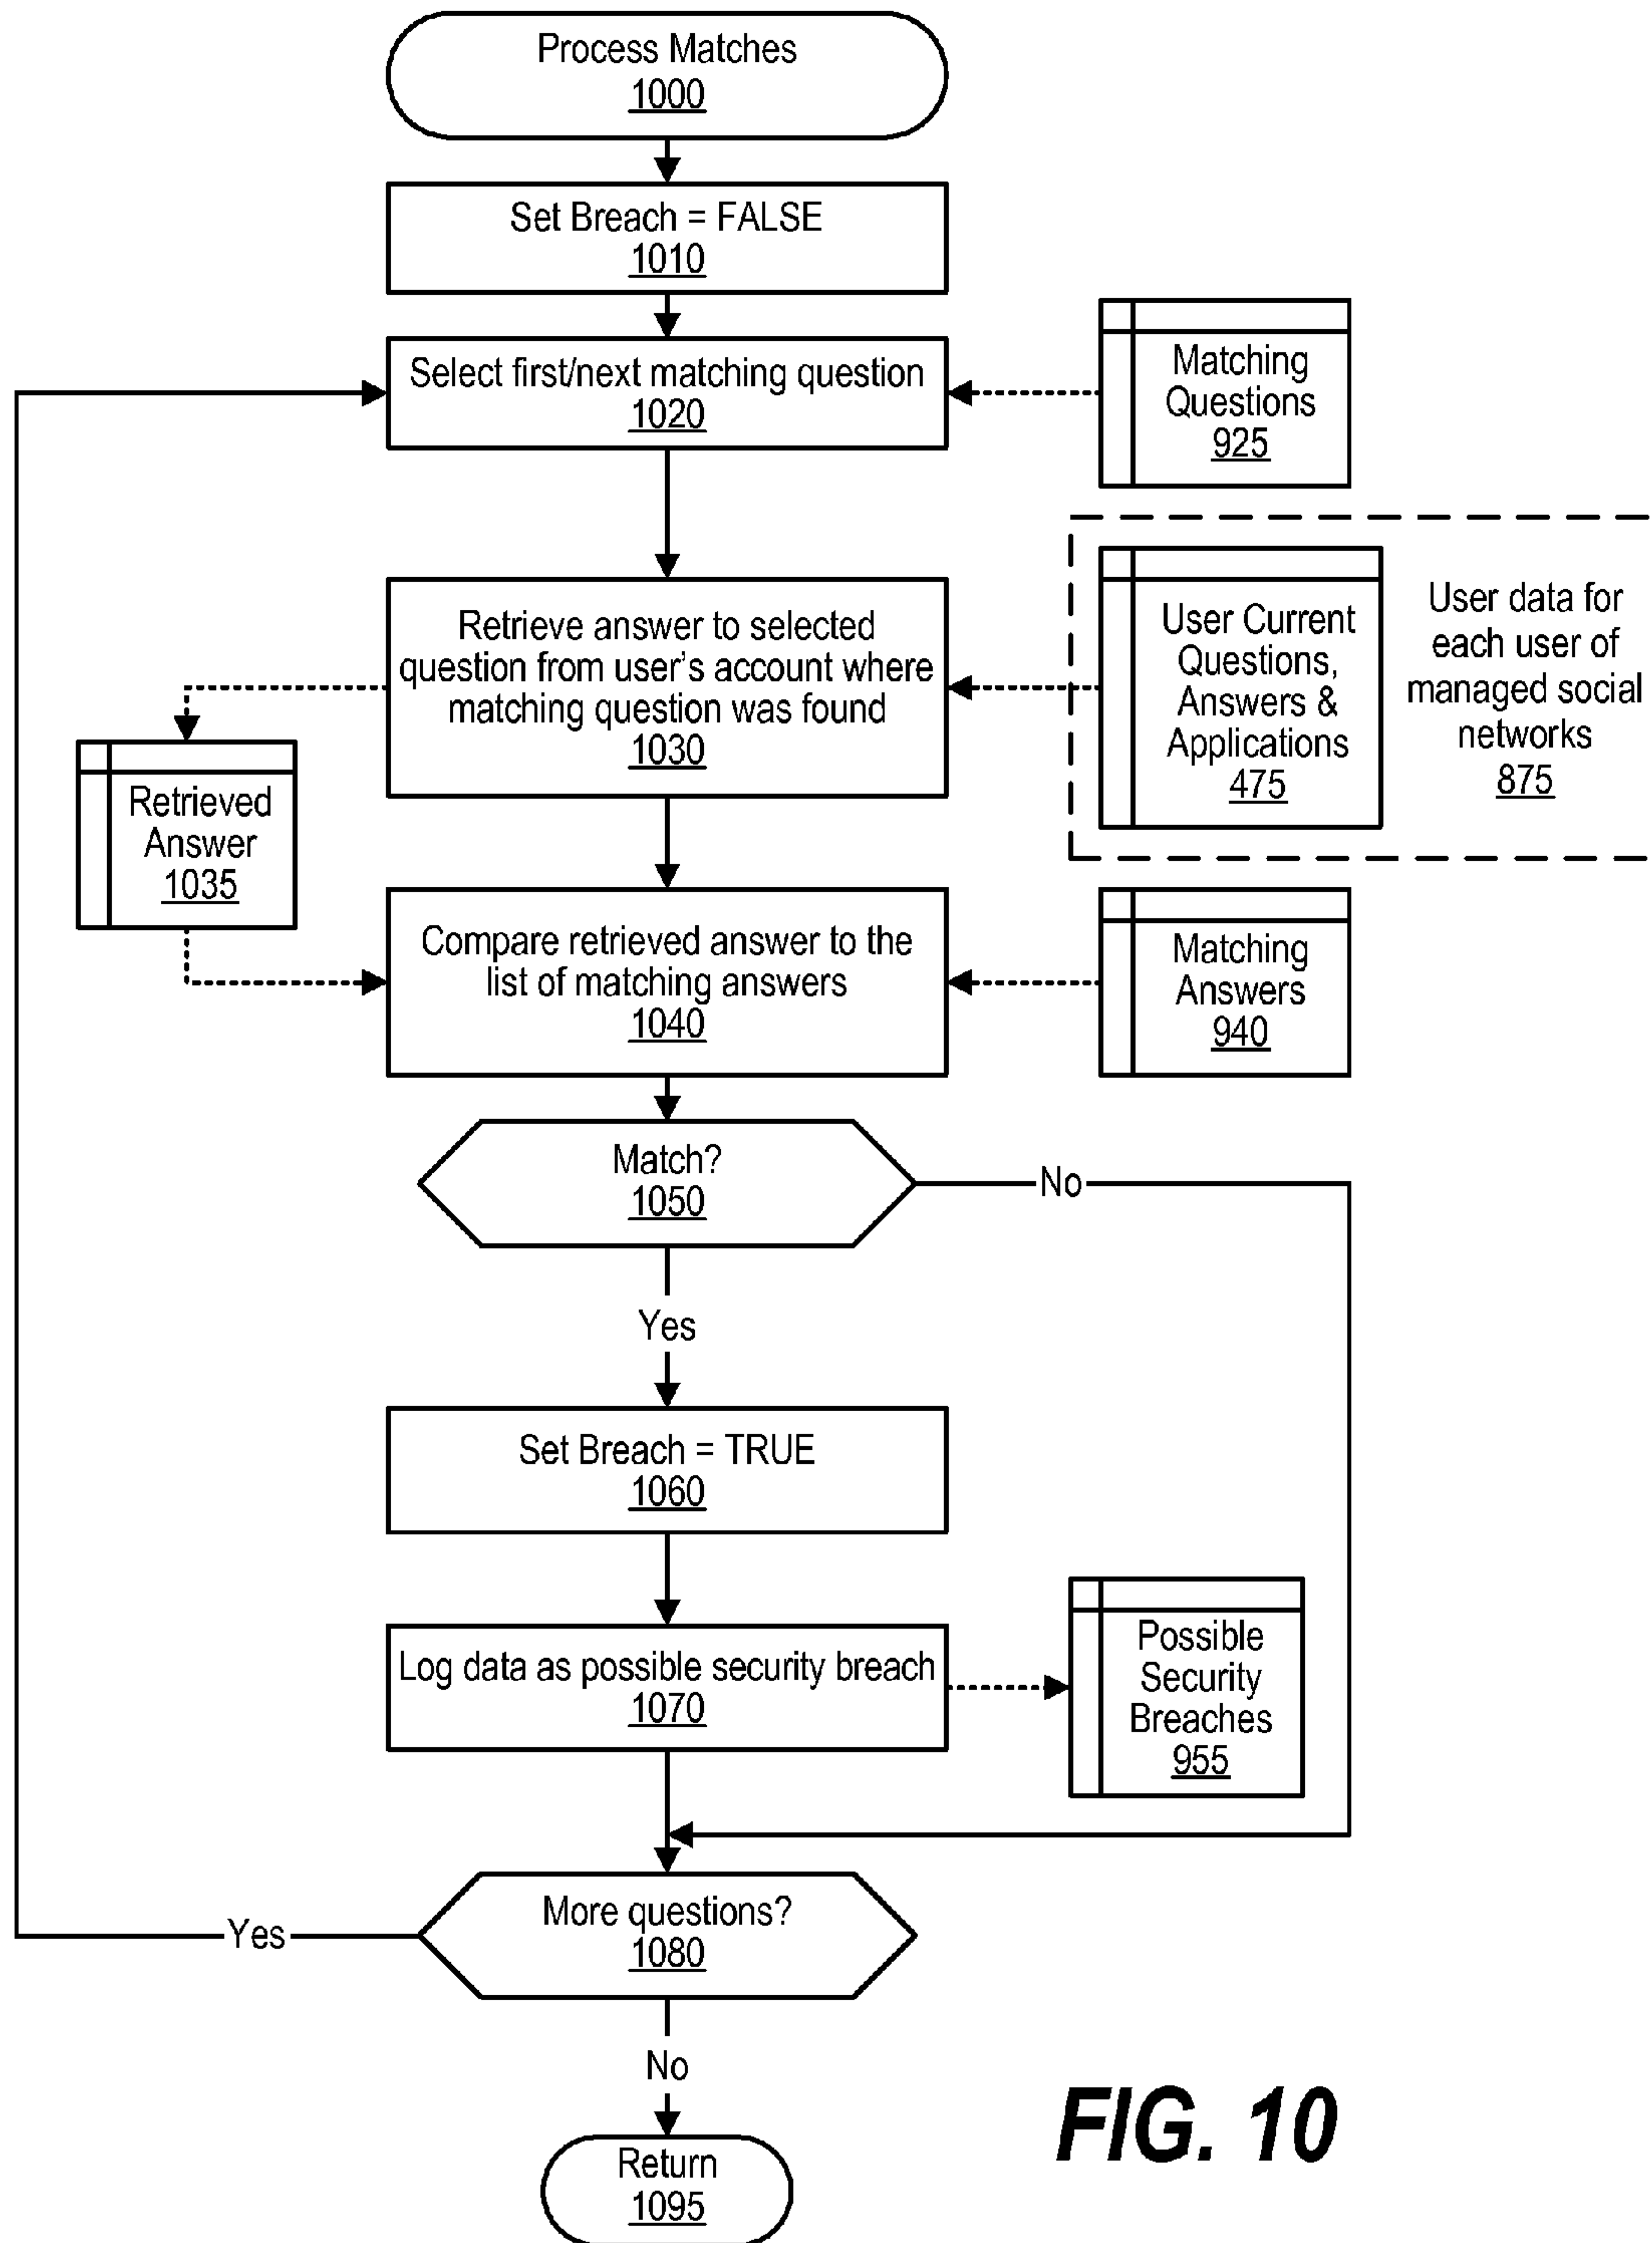 Process Matches
1000
Set Breach = FALSE
1010
Select first/next matching question
1020
Matching
Questions
925
Retrieve answer to selected
question from user's account where
matching question was found
1030
User Current
Questions,
Answers &
Applications
475
User data for
each user of
managed social
networks
875
Retrieved
Answer
1035
Compare retrieved answer to the
list of matching answers
1040
Matching
Answers
940
Match?
1050
No
Yes
Set Breach = TRUE
1060
Log data as possible security breach
1070
Possible
Security
Breaches
955
More questions?
1080
Yes
No
Return
1095
FIG. 10